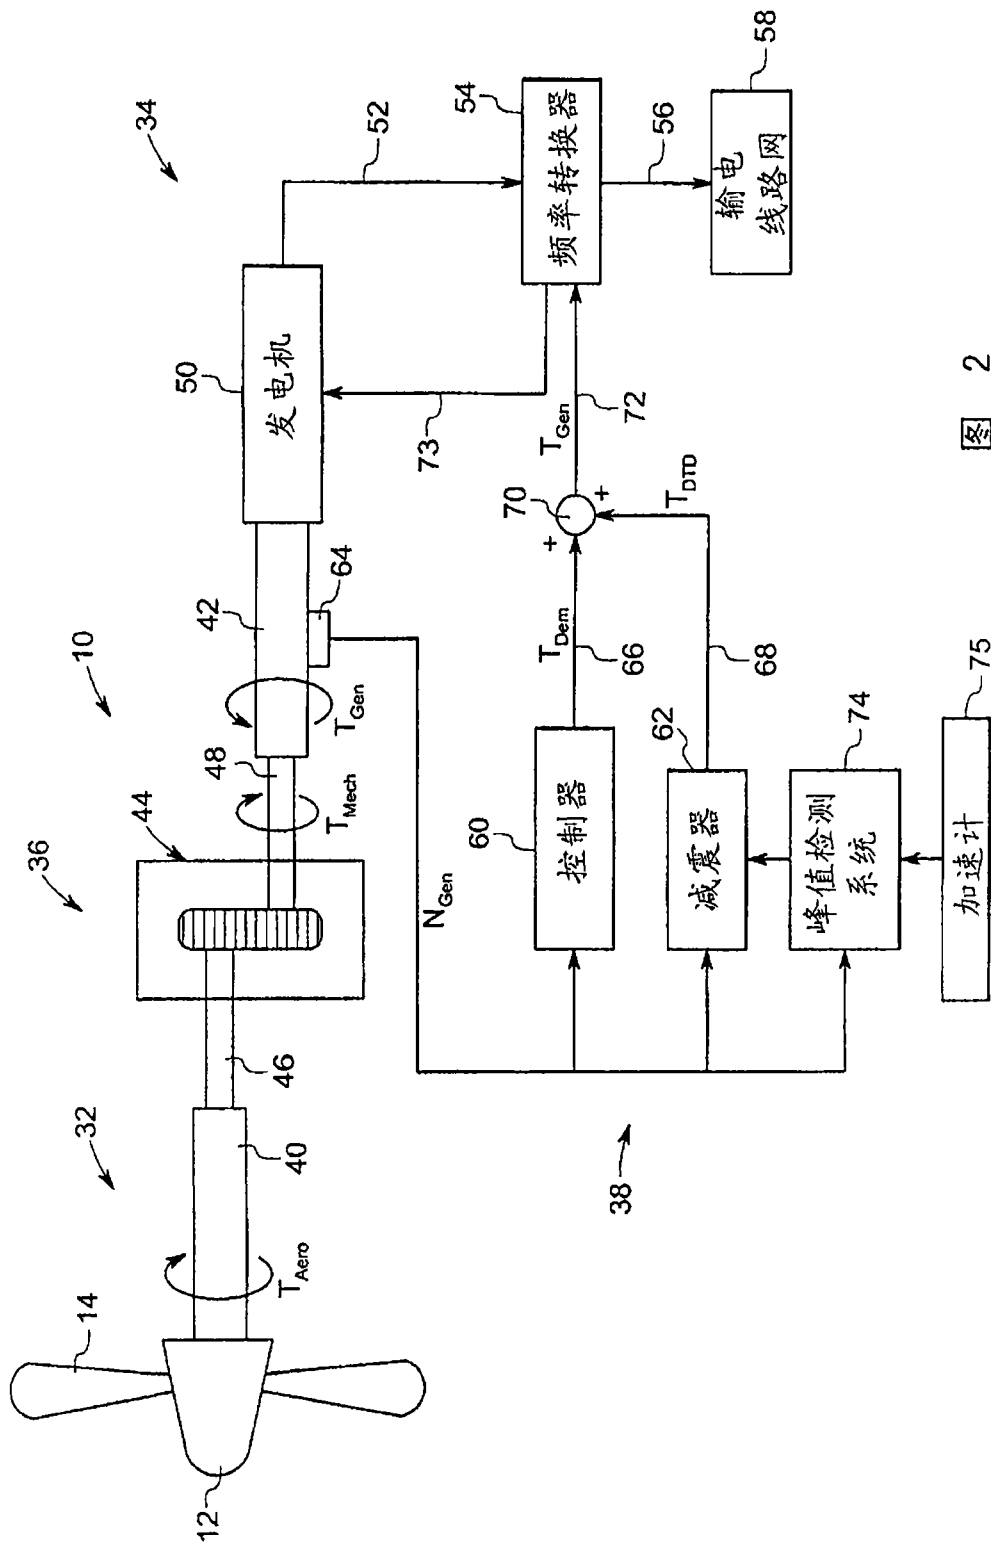 10
36
34
32
44
14
12
40
46
48
42
50
52
64
54
T_Aero
T_Mech
T_Gen
发电机
频率转换器
73
56
58
输电
线路网
N_Gen
38
60
控制器
T_Dem
66
70
+
+
T_Gen
72
T_DTD
68
62
减震器
74
峰值检测
系统
75
加速计
图 2